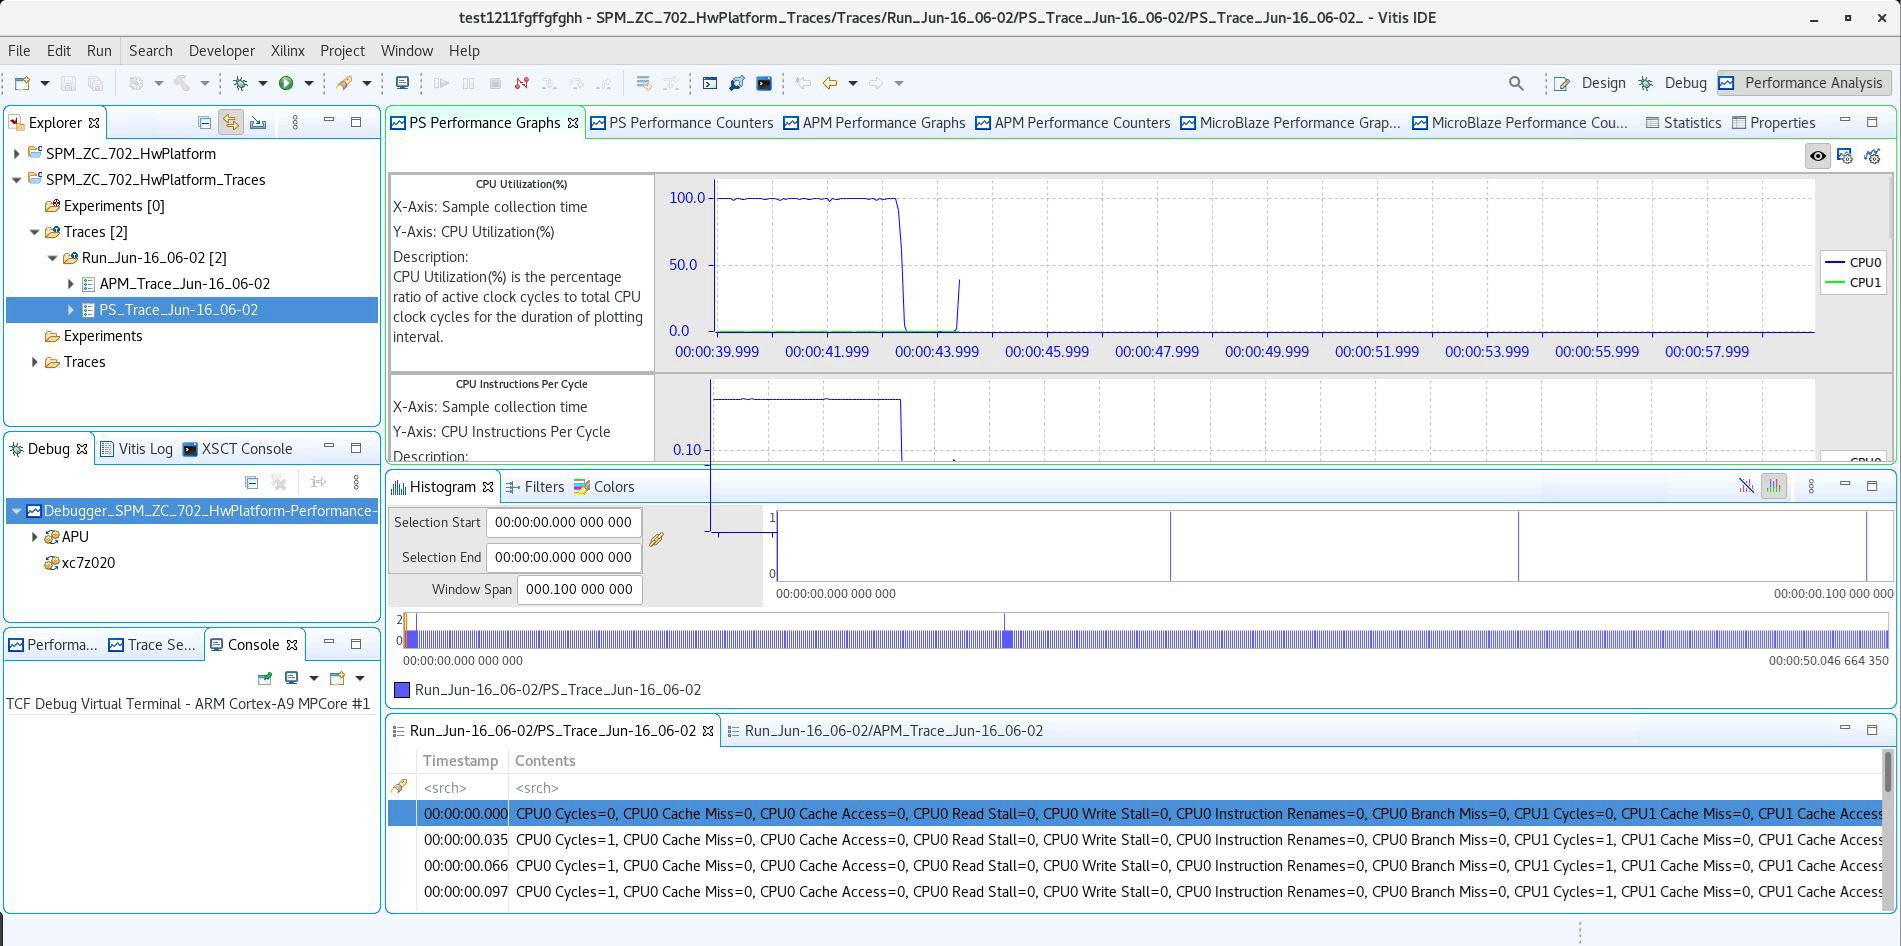 test1211fgffgfghh - SPM_ZC_702_HwPlatform_Traces/Traces/Run_Jun-16_06-02/PS_Trace_Jun-16_06-02/PS_Trace_Jun-16_06-02_ - Vitis IDE
File Edit Run Search Developer Xilinx Project Window Help
Design Debug Performance Analysis
Explorer
SPM_ZC_702_HwPlatform
SPM_ZC_702_HwPlatform_Traces
Experiments [0]
Traces [2]
Run_Jun-16_06-02 [2]
APM_Trace_Jun-16_06-02
PS_Trace_Jun-16_06-02
Experiments
Traces
Debug Vitis Log XSCT Console
Debugger_SPM_ZC_702_HwPlatform-Performance-
APU
xc7z020
Performa... Trace Se... Console
TCF Debug Virtual Terminal - ARM Cortex-A9 MPCore #1
PS Performance Graphs PS Performance Counters APM Performance Graphs APM Performance Counters MicroBlaze Performance Grap... MicroBlaze Performance Cou... Statistics Properties
CPU Utilization(%)
X-Axis: Sample collection time
Y-Axis: CPU Utilization(%)
Description:
CPU Utilization(%) is the percentage
ratio of active clock cycles to total CPU
clock cycles for the duration of plotting
interval.
100.0
50.0
0.0
00:00:39.999 00:00:41.999 00:00:43.999 00:00:45.999 00:00:47.999 00:00:49.999 00:00:51.999 00:00:53.999 00:00:55.999 00:00:57.999
CPU0
CPU1
CPU Instructions Per Cycle
X-Axis: Sample collection time
Y-Axis: CPU Instructions Per Cycle
Description:
0.10
CPU0
Histogram Filters Colors
Selection Start 00:00:00.000 000 000
Selection End 00:00:00.000 000 000
Window Span 000.100 000 000
1
0
00:00:00.000 000 000 00:00:00.100 000 000
2
0
00:00:00.000 000 000 00:00:50.046 664 350
Run_Jun-16_06-02/PS_Trace_Jun-16_06-02
Run_Jun-16_06-02/PS_Trace_Jun-16_06-02 Run_Jun-16_06-02/APM_Trace_Jun-16_06-02
Timestamp Contents
<srch> <srch>
00:00:00.000 CPU0 Cycles=0, CPU0 Cache Miss=0, CPU0 Cache Access=0, CPU0 Read Stall=0, CPU0 Write Stall=0, CPU0 Instruction Renames=0, CPU0 Branch Miss=0, CPU1 Cycles=0, CPU1 Cache Miss=0, CPU1 Cache Access
00:00:00.035 CPU0 Cycles=1, CPU0 Cache Miss=0, CPU0 Cache Access=0, CPU0 Read Stall=0, CPU0 Write Stall=0, CPU0 Instruction Renames=0, CPU0 Branch Miss=0, CPU1 Cycles=1, CPU1 Cache Miss=0, CPU1 Cache Access
00:00:00.066 CPU0 Cycles=1, CPU0 Cache Miss=0, CPU0 Cache Access=0, CPU0 Read Stall=0, CPU0 Write Stall=0, CPU0 Instruction Renames=0, CPU0 Branch Miss=0, CPU1 Cycles=1, CPU1 Cache Miss=0, CPU1 Cache Access
00:00:00.097 CPU0 Cycles=1, CPU0 Cache Miss=0, CPU0 Cache Access=0, CPU0 Read Stall=0, CPU0 Write Stall=0, CPU0 Instruction Renames=0, CPU0 Branch Miss=0, CPU1 Cycles=1, CPU1 Cache Miss=0, CPU1 Cache Access